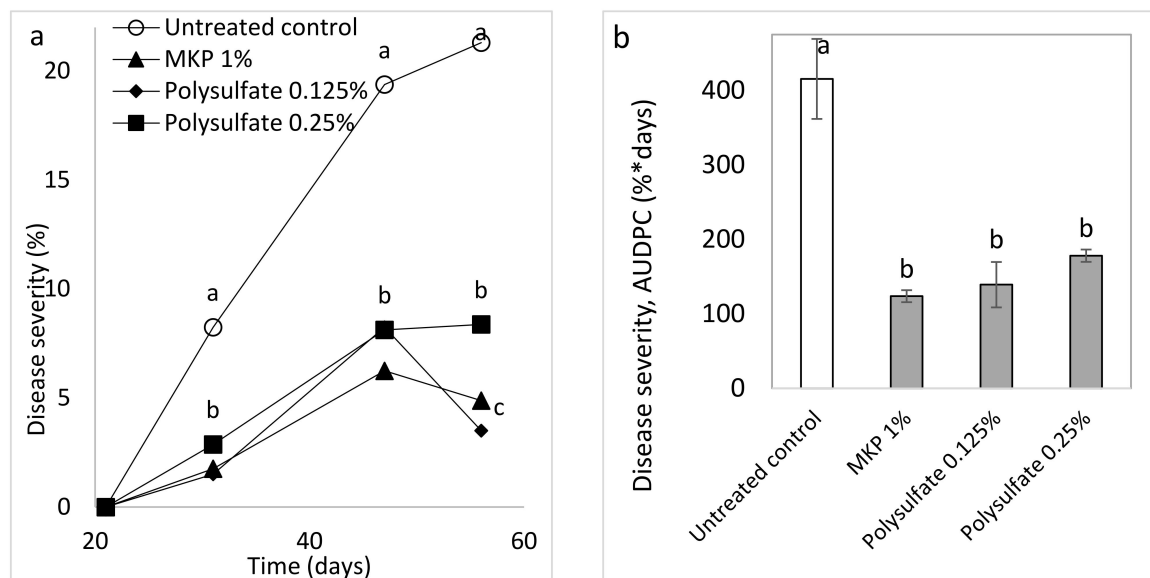 a
Untreated control
MKP 1%
Polysulfate 0.125%
Polysulfate 0.25%
Disease severity (%)
20
15
10
5
0
a
a
a
b
b
b
c
20 40 60
Time (days)
b
Disease severity, AUDPC (%*days)
400
300
200
100
0
a
b
b
b
Untreated control
MKP 1%
Polysulfate 0.125%
Polysulfate 0.25%